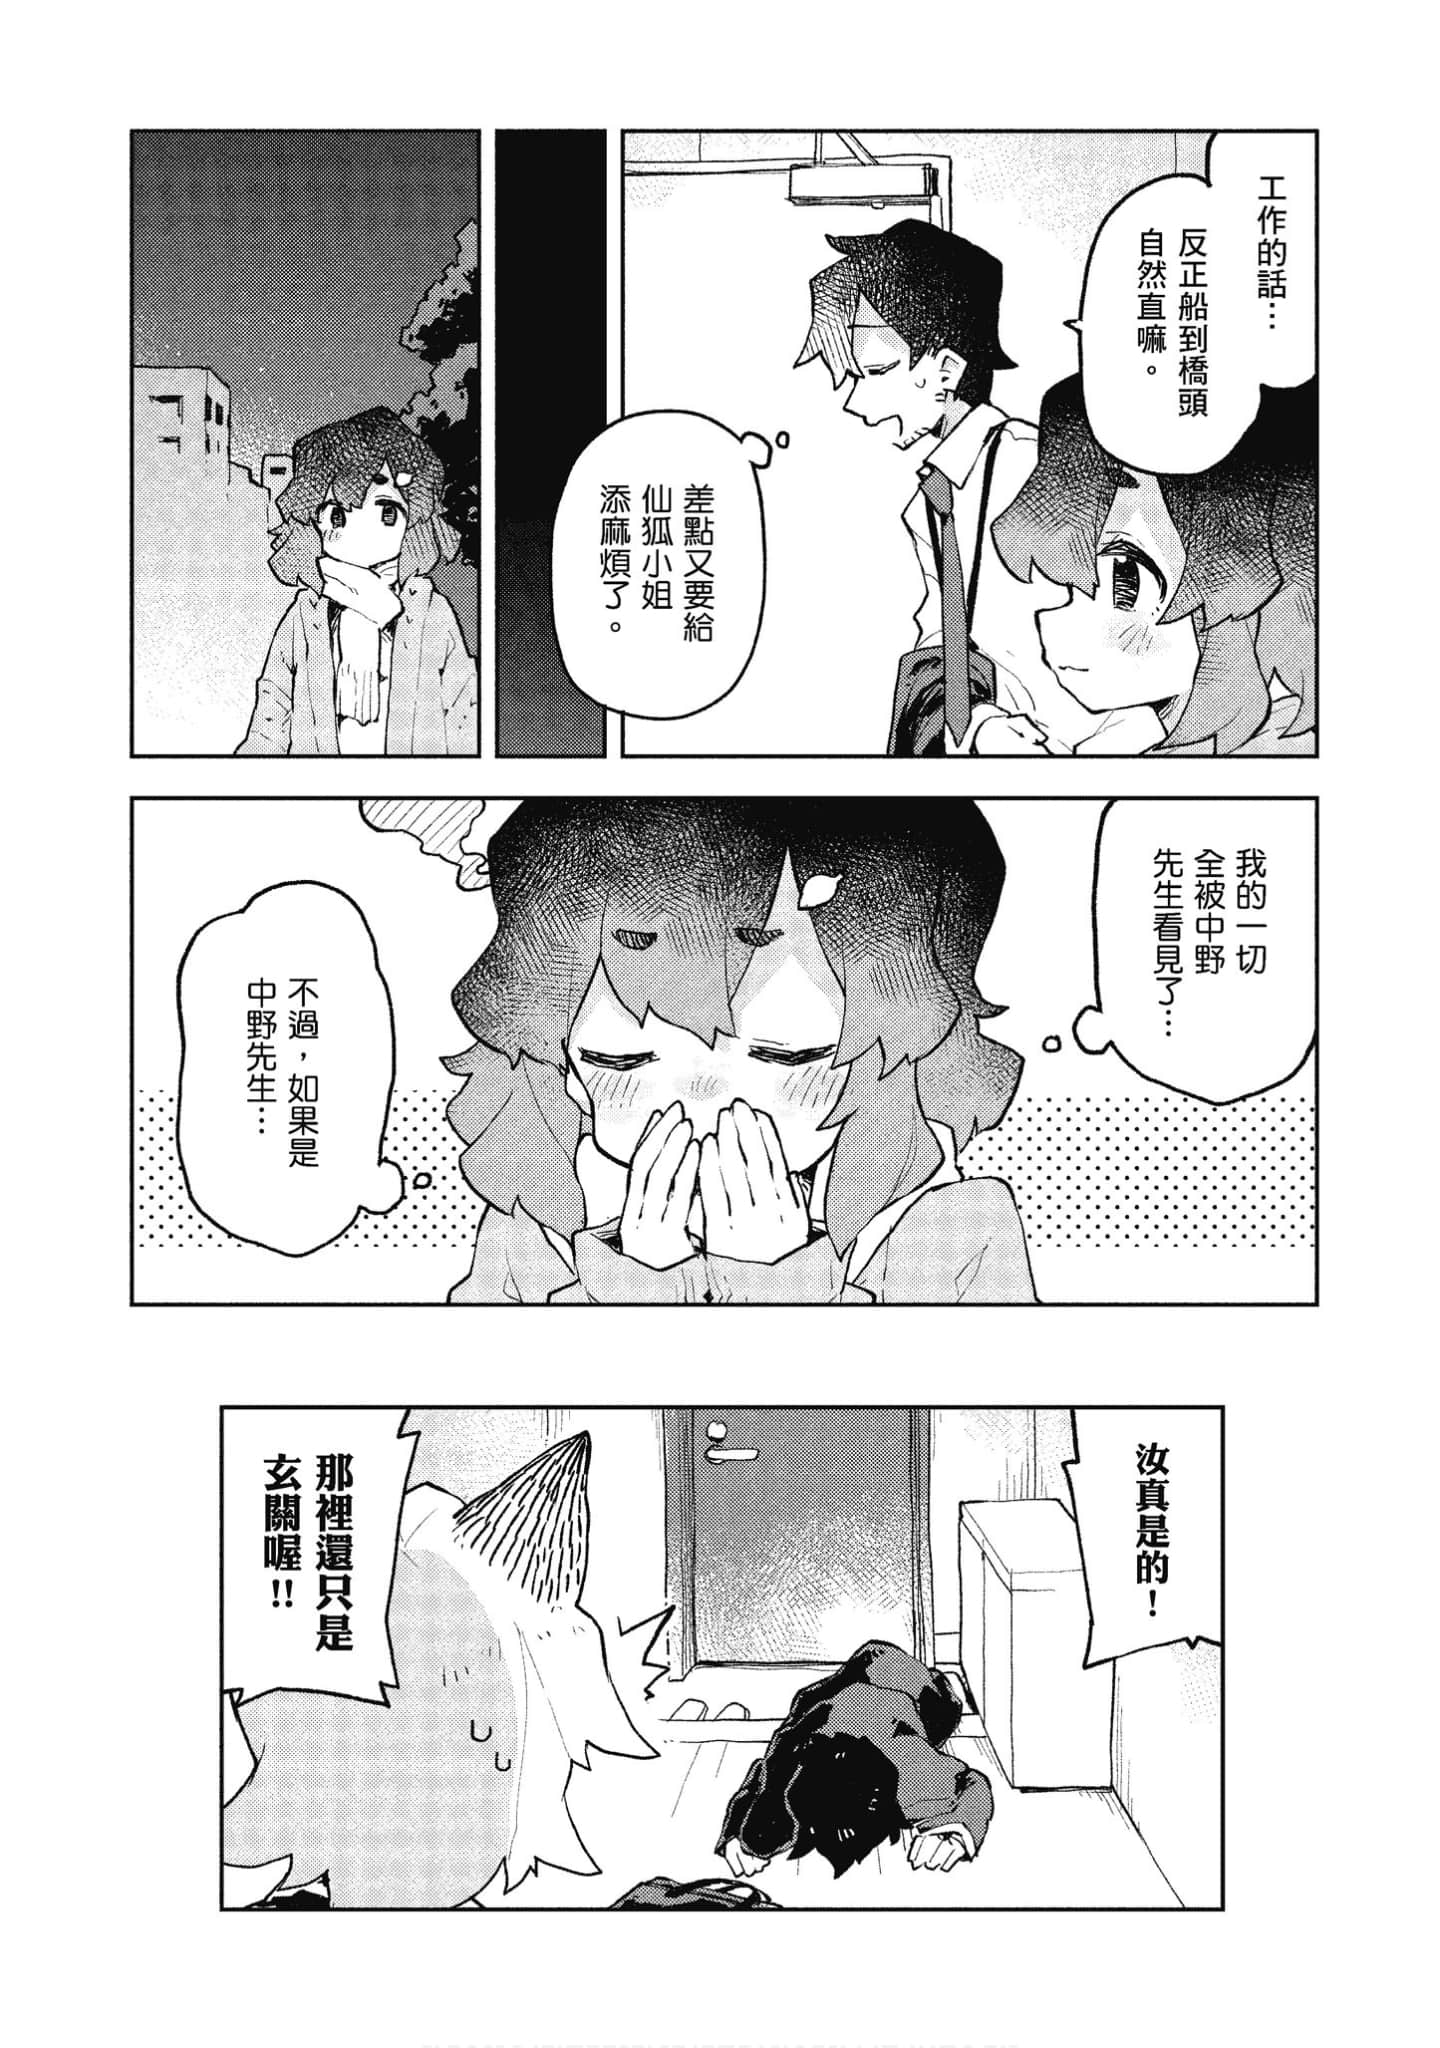 工作的話…
反正船到橋頭
自然直嘛。
差點又要給
仙狐小姐
添麻煩了。
我的一切
全被中野
先生看見了…
不過，如果是
中野先生…
汝真是的！
那裡還只是
玄關喔!!